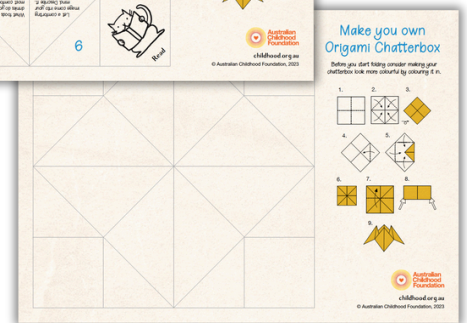 6
Read
Australian
Childhood
Foundation
childhood.org.au
© Australian Childhood Foundation, 2023
Make you own
Origami Chatterbox
Before you start folding consider making your
chatterbox look more colourful by colouring it in.
1.
2.
3.
4.
5.
6.
7.
8.
9.
Australian
Childhood
Foundation
childhood.org.au
© Australian Childhood Foundation, 2023